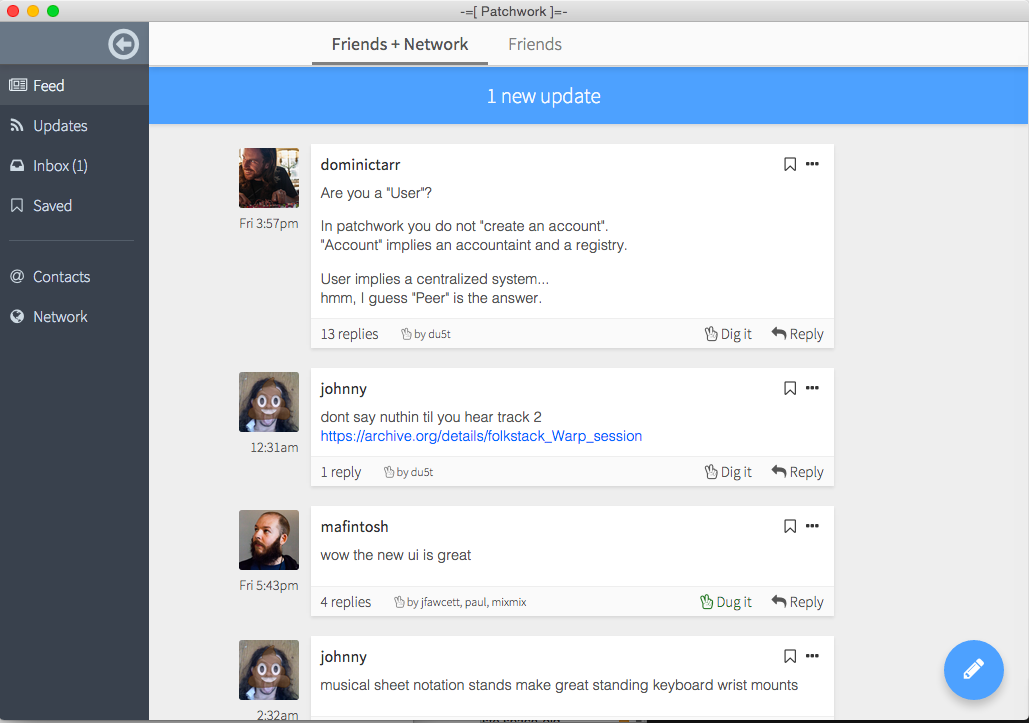 -=[ Patchwork ]=-
Friends + Network
Friends
Feed
Updates
Inbox (1)
Saved
@ Contacts
Network
1 new update
dominictarr
Are you a "User"?
In patchwork you do not "create an account".
"Account" implies an accountaint and a registry.
User implies a centralized system...
hmm, I guess "Peer" is the answer.
Fri 3:57pm
13 replies
by du5t
Dig it
Reply
johnny
dont say nuthin til you hear track 2
https://archive.org/details/folkstack_Warp_session
12:31am
1 reply
by du5t
Dig it
Reply
mafintosh
wow the new ui is great
Fri 5:43pm
4 replies
by jfawcett, paul, mixmix
Dug it
Reply
johnny
musical sheet notation stands make great standing keyboard wrist mounts
2:32am